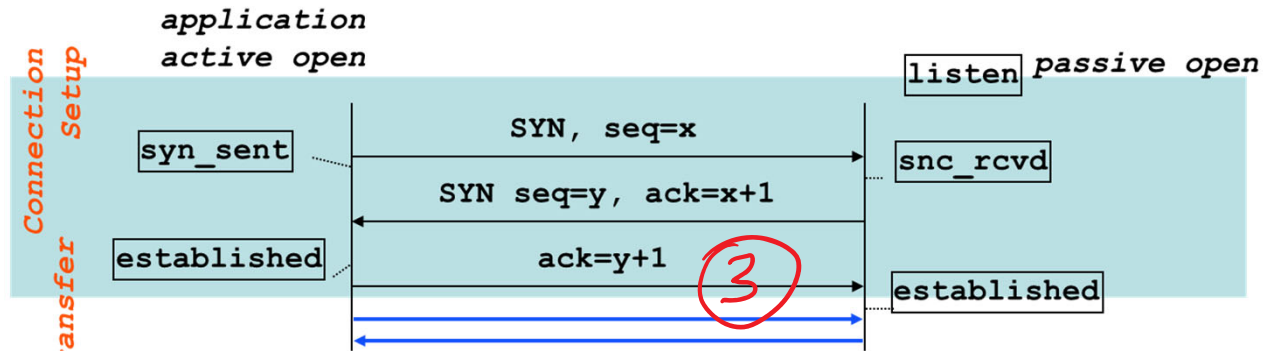 application
active open
listen
passive open
Connection
Setup
SYN, seq=x
syn_sent
snc_rcvd
SYN seq=y, ack=x+1
established
ack=y+1
3
established
ansfer